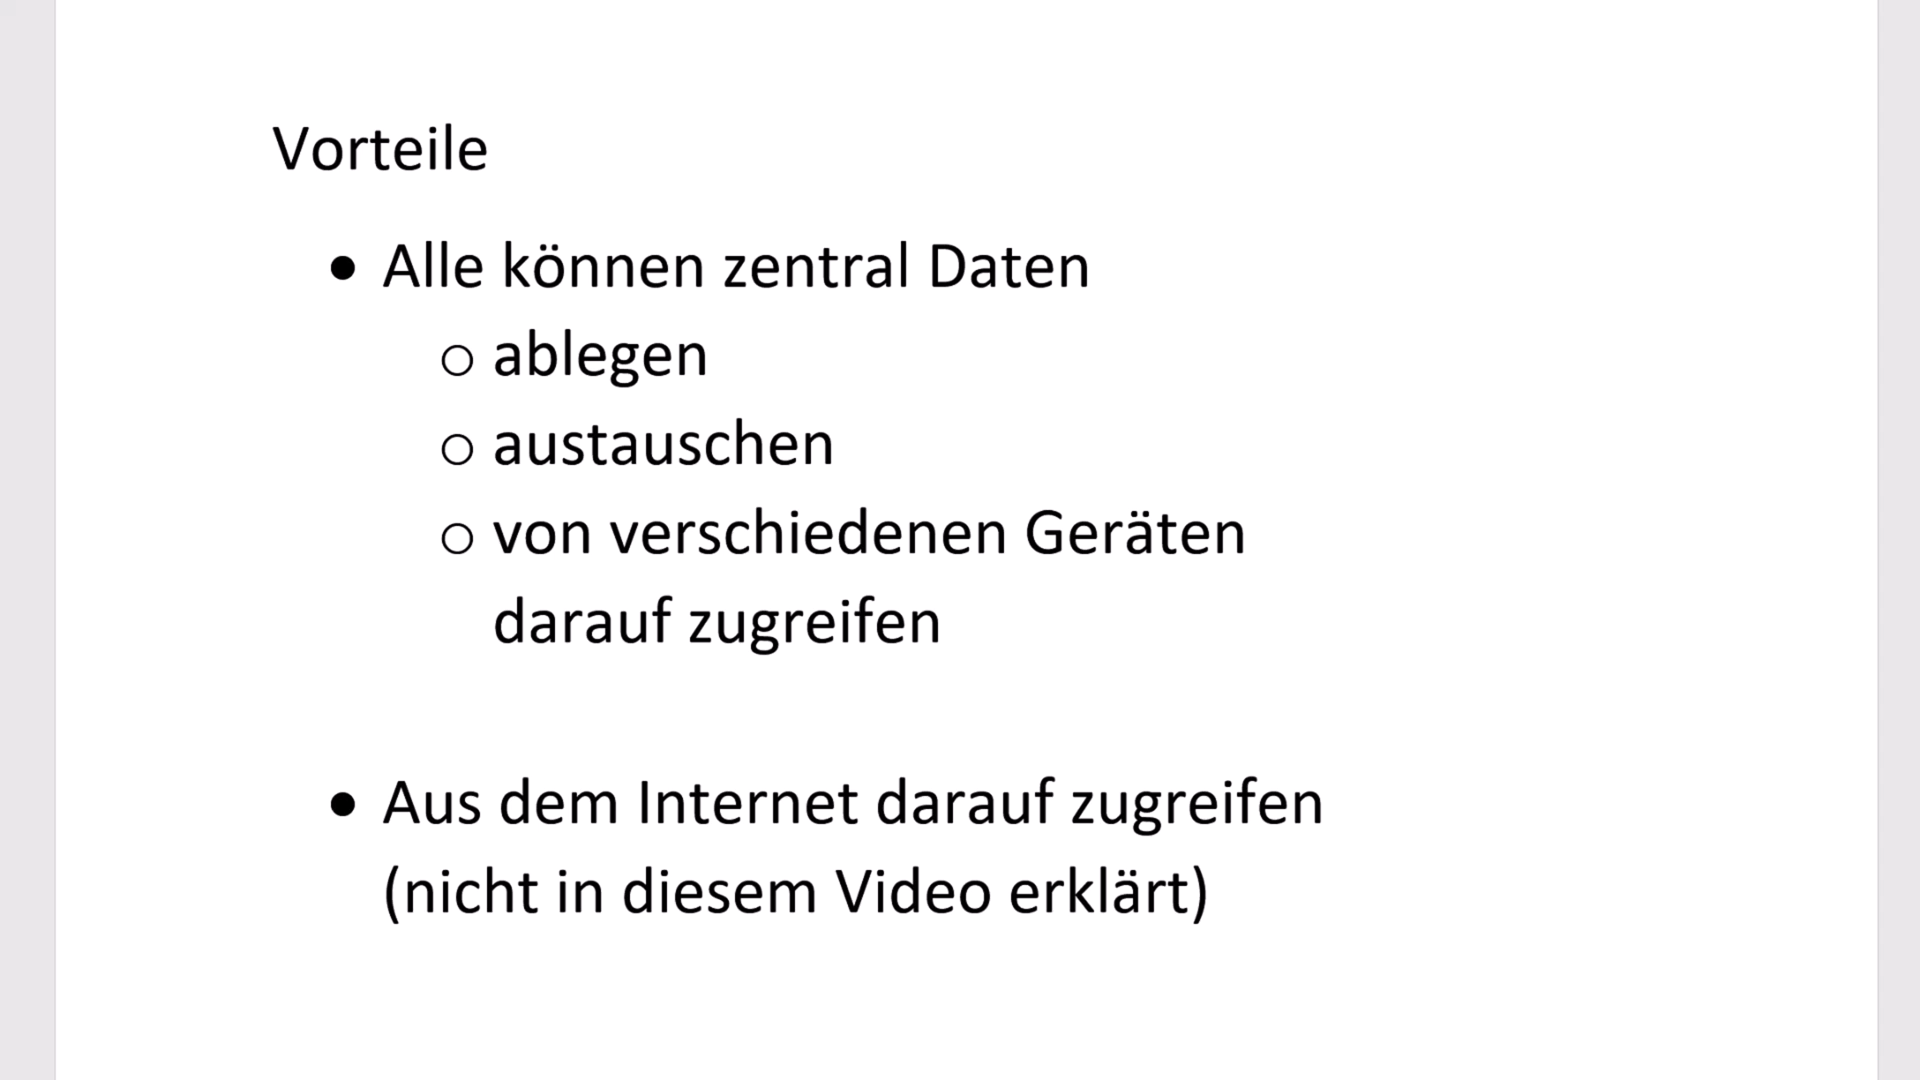 Vorteile
• Alle können zentral Daten
○ ablegen
○ austauschen
○ von verschiedenen Geräten
darauf zugreifen
• Aus dem Internet darauf zugreifen
(nicht in diesem Video erklärt)